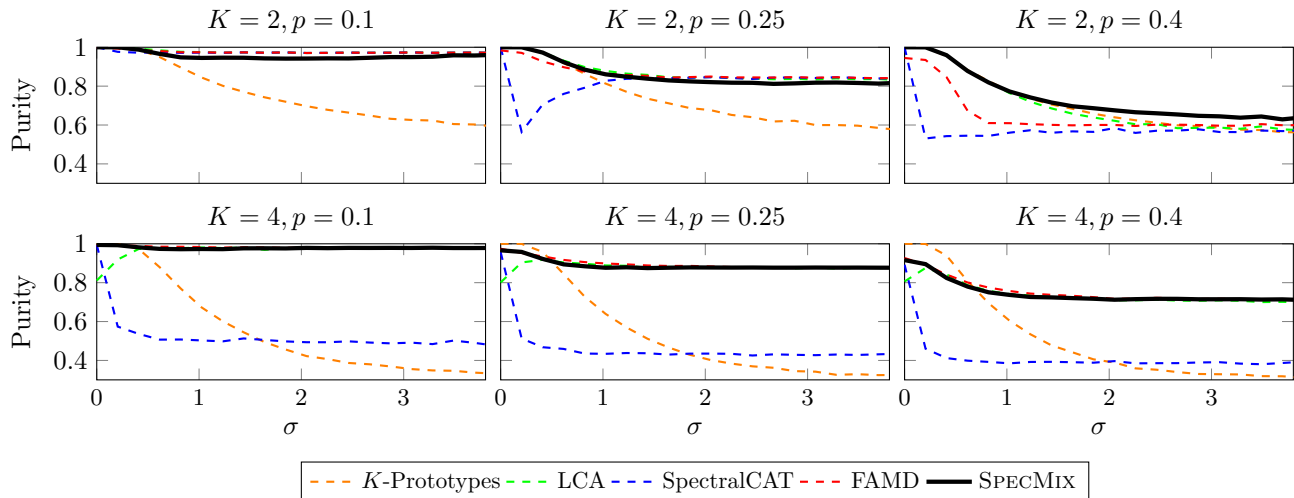 K = 2, p = 0.1
K = 2, p = 0.25
K = 2, p = 0.4
Purity
1
0.8
0.6
0.4
0 1 2 3
0 1 2 3
0 1 2 3
K = 4, p = 0.1
K = 4, p = 0.25
K = 4, p = 0.4
Purity
1
0.8
0.6
0.4
σ
σ
σ
K-Prototypes LCA SpectralCAT FAMD SPECMIX